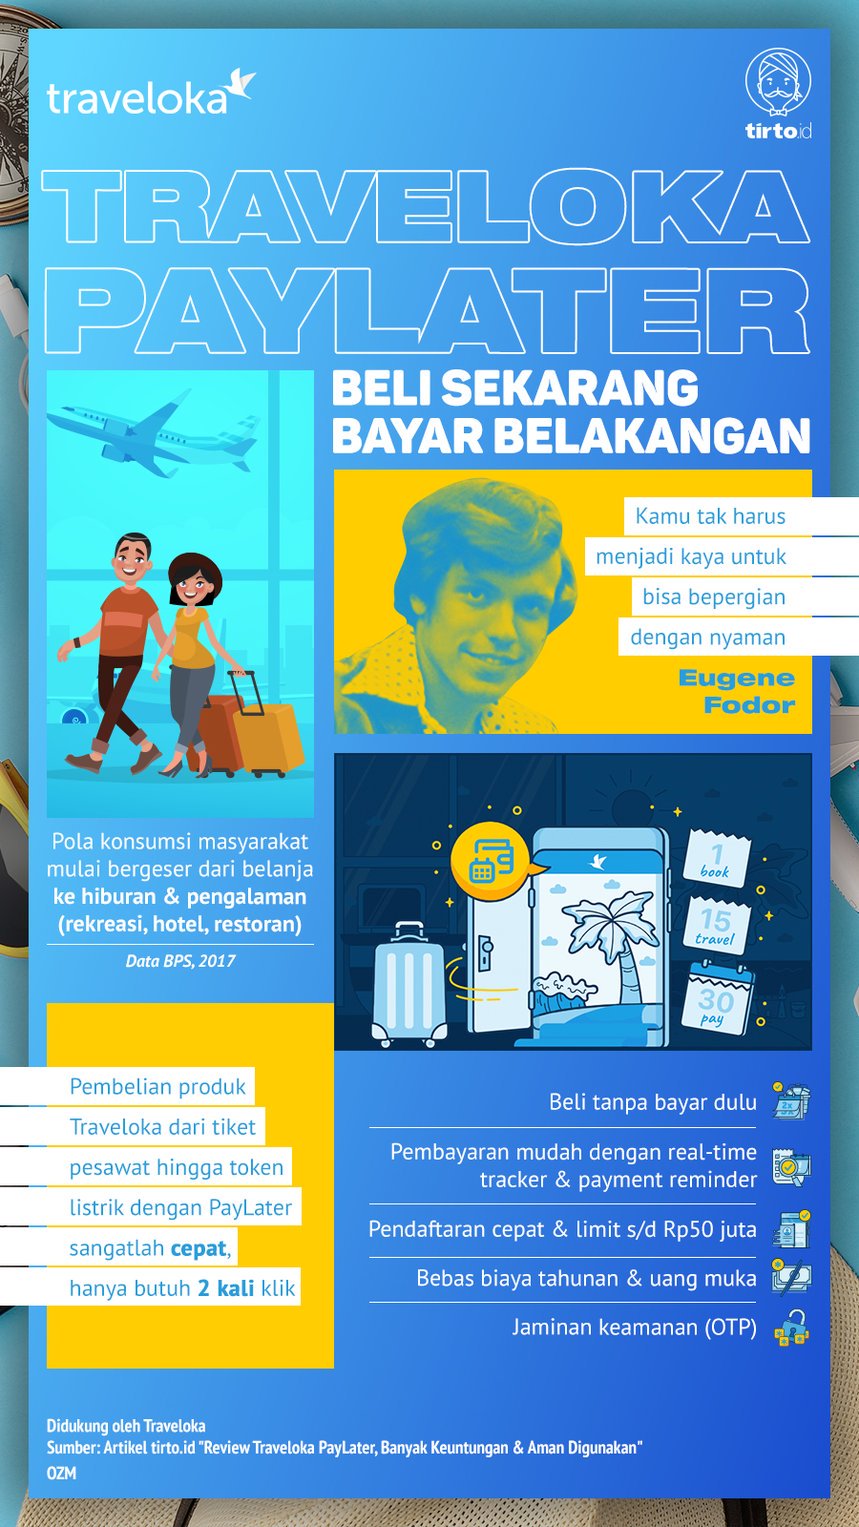 traveloka
tirto.id
TRAVELOKA
PAYLATER
BELI SEKARANG
BAYAR BELAKANGAN
Kamu tak harus
menjadi kaya untuk
bisa bepergian
dengan nyaman
Eugene
Fodor
Pola konsumsi masyarakat
mulai bergeser dari belanja
ke hiburan & pengalaman
(rekreasi, hotel, restoran)
Data BPS, 2017
1
book
15
travel
30
pay
Pembelian produk
Traveloka dari tiket
pesawat hingga token
listrik dengan PayLater
sangatlah cepat,
hanya butuh 2 kali klik
Beli tanpa bayar dulu
Pembayaran mudah dengan real-time
tracker & payment reminder
Pendaftaran cepat & limit s/d Rp50 juta
Bebas biaya tahunan & uang muka
Jaminan keamanan (OTP)
Didukung oleh Traveloka
Sumber: Artikel tirto.id "Review Traveloka PayLater, Banyak Keuntungan & Aman Digunakan"
OZM